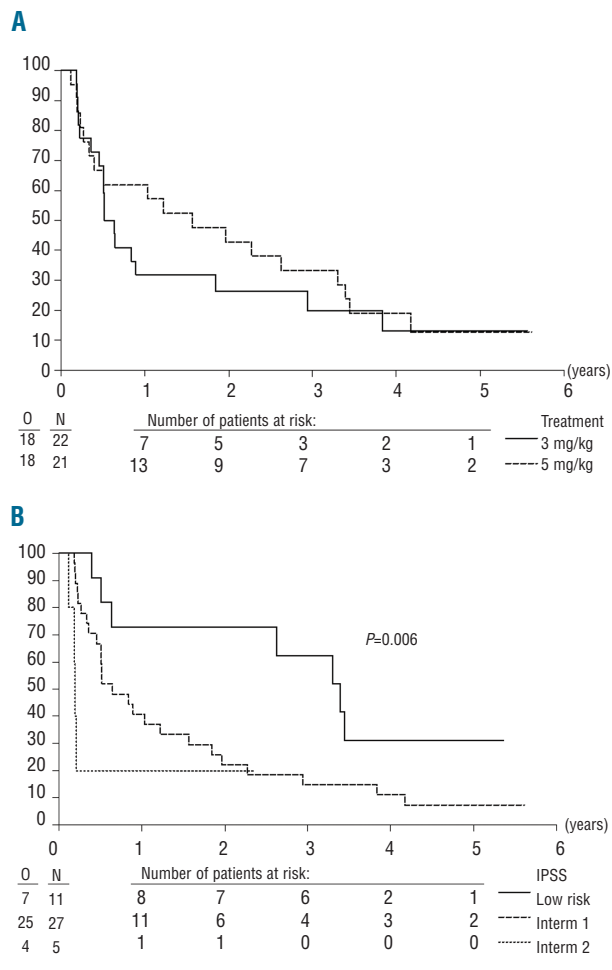 A
100
90
80
70
60
50
40
30
20
10
0
0 1 2 3 4 5 6
(years)
O N Number of patients at risk: Treatment
18 22 7 5 3 2 1 3 mg/kg
18 21 13 9 7 3 2 5 mg/kg
B
100
90
80
70
60
50
40
30
20
10
0
P=0.006
0 1 2 3 4 5 6
(years)
O N Number of patients at risk: IPSS
7 11 8 7 6 2 1 Low risk
25 27 11 6 4 3 2 Interm 1
4 5 1 1 0 0 0 Interm 2